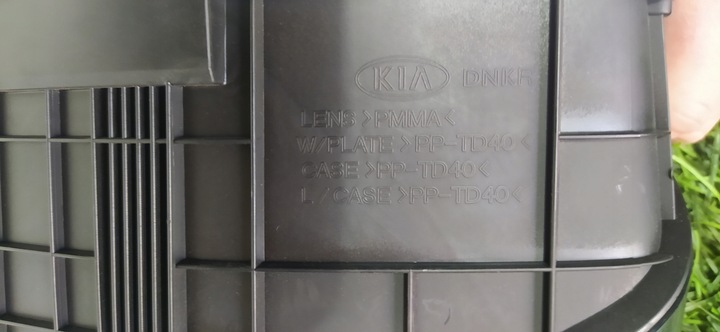 KIA DNKR
LENS >PMMA<
W/PLATE >PP-TD40<
CASE >PP-TD40<
L/CASE >PP-TD40<